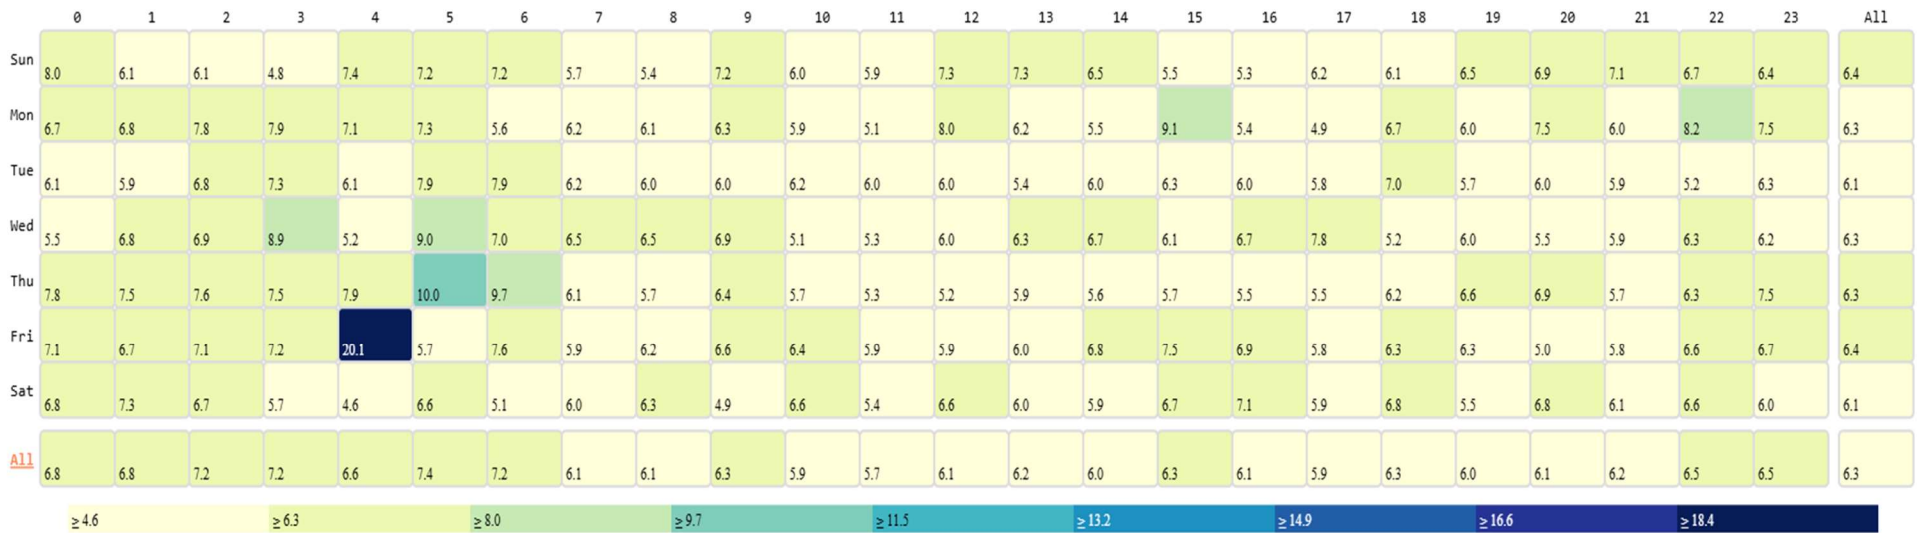 0 1 2 3 4 5 6 7 8 9 10 11 12 13 14 15 16 17 18 19 20 21 22 23 All
Sun 8.0 6.1 6.1 4.8 7.4 7.2 7.2 5.7 5.4 7.2 6.0 5.9 7.3 7.3 6.5 5.5 5.3 6.2 6.1 6.5 6.9 7.1 6.7 6.4 6.4
Mon 6.7 6.8 7.8 7.9 7.1 7.3 5.6 6.2 6.1 6.3 5.9 5.1 8.0 6.2 5.5 9.1 5.4 4.9 6.7 6.0 7.5 6.0 8.2 7.5 6.3
Tue 6.1 5.9 6.8 7.3 6.1 7.9 7.9 6.2 6.0 6.0 6.2 6.0 6.0 5.4 6.0 6.3 6.0 5.8 7.0 5.7 6.0 5.9 5.2 6.3 6.1
Wed 5.5 6.8 6.9 8.9 5.2 9.0 7.0 6.5 6.5 6.9 5.1 5.3 6.0 6.3 6.7 6.1 6.7 7.8 5.2 6.0 5.5 5.9 6.3 6.2 6.3
Thu 7.8 7.5 7.6 7.5 7.9 10.0 9.7 6.1 5.7 6.4 5.7 5.3 5.2 5.9 5.6 5.7 5.5 5.5 6.2 6.6 6.9 5.7 6.3 7.5 6.3
Fri 7.1 6.7 7.1 7.2 20.1 5.7 7.6 5.9 6.2 6.6 6.4 5.9 5.9 6.0 6.8 7.5 6.9 5.8 6.3 6.3 5.0 5.8 6.6 6.7 6.4
Sat 6.8 7.3 6.7 5.7 4.6 6.6 5.1 6.0 6.3 4.9 6.6 5.4 6.6 6.0 5.9 6.7 7.1 5.9 6.8 5.5 6.8 6.1 6.6 6.0 6.1
All 6.8 6.8 7.2 7.2 6.6 7.4 7.2 6.1 6.1 6.3 5.9 5.7 6.1 6.2 6.0 6.3 6.1 5.9 6.3 6.0 6.1 6.2 6.5 6.5 6.3
≥ 4.6 ≥ 6.3 ≥ 8.0 ≥ 9.7 ≥ 11.5 ≥ 13.2 ≥ 14.9 ≥ 16.6 ≥ 18.4